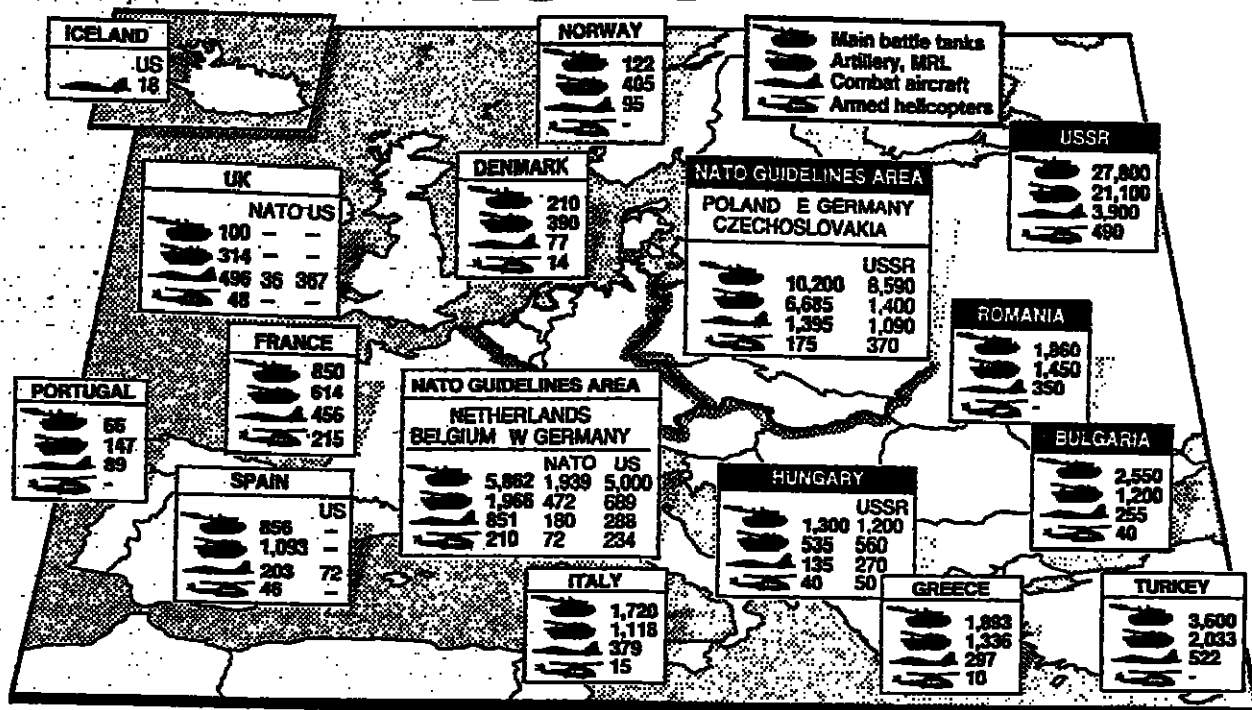 ICELAND
US
18
NORWAY
122
405
95
-
Main battle tanks
Artillery, MRL
Combat aircraft
Armed helicopters
USSR
27,800
21,100
3,900
490
UK
NATO US
100 – –
314 – –
496 36 367
48 – –
DENMARK
210
390
77
14
NATO GUIDELINES AREA
POLAND E GERMANY
CZECHOSLOVAKIA
USSR
10,200 8,590
6,685 1,400
1,395 1,090
175 370
ROMANIA
1,860
1,450
350
-
FRANCE
850
614
456
215
PORTUGAL
66
147
89
-
NATO GUIDELINES AREA
NETHERLANDS
BELGIUM W GERMANY
NATO US
5,862 1,939 5,000
1,966 472 689
851 180 288
210 72 234
BULGARIA
2,550
1,200
255
40
SPAIN
US
856 –
1,093 –
203 72
46 –
HUNGARY
USSR
1,300 1,200
535 560
135 270
40 50
ITALY
1,720
1,118
379
15
GREECE
1,893
1,336
297
10
TURKEY
3,600
2,033
522
-